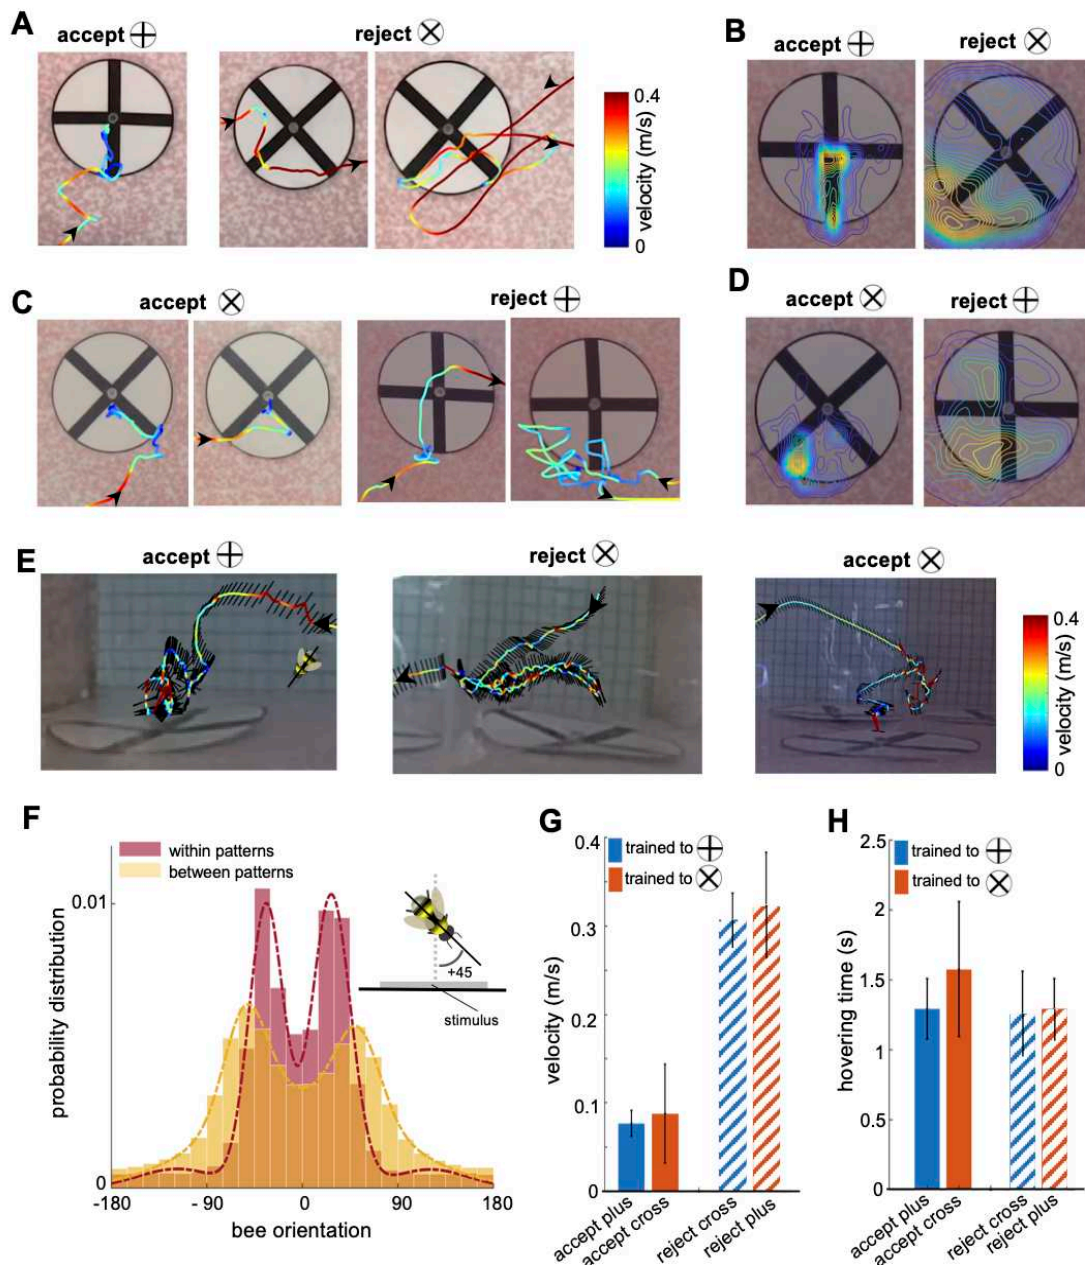 A
accept
reject
B
accept
reject
0.4
velocity (m/s)
0
C
accept
reject
D
accept
reject
E
accept
reject
accept
0.4
velocity (m/s)
0
F
within patterns
between patterns
probability distribution
0.01
0
-180
-90
0
90
180
bee orientation
+45
stimulus
G
trained to
trained to
velocity (m/s)
0.4
0.3
0.2
0.1
0
accept plus
accept cross
reject cross
reject plus
H
trained to
trained to
hovering time (s)
2.5
2
1.5
1
0.5
0
accept plus
accept cross
reject cross
reject plus